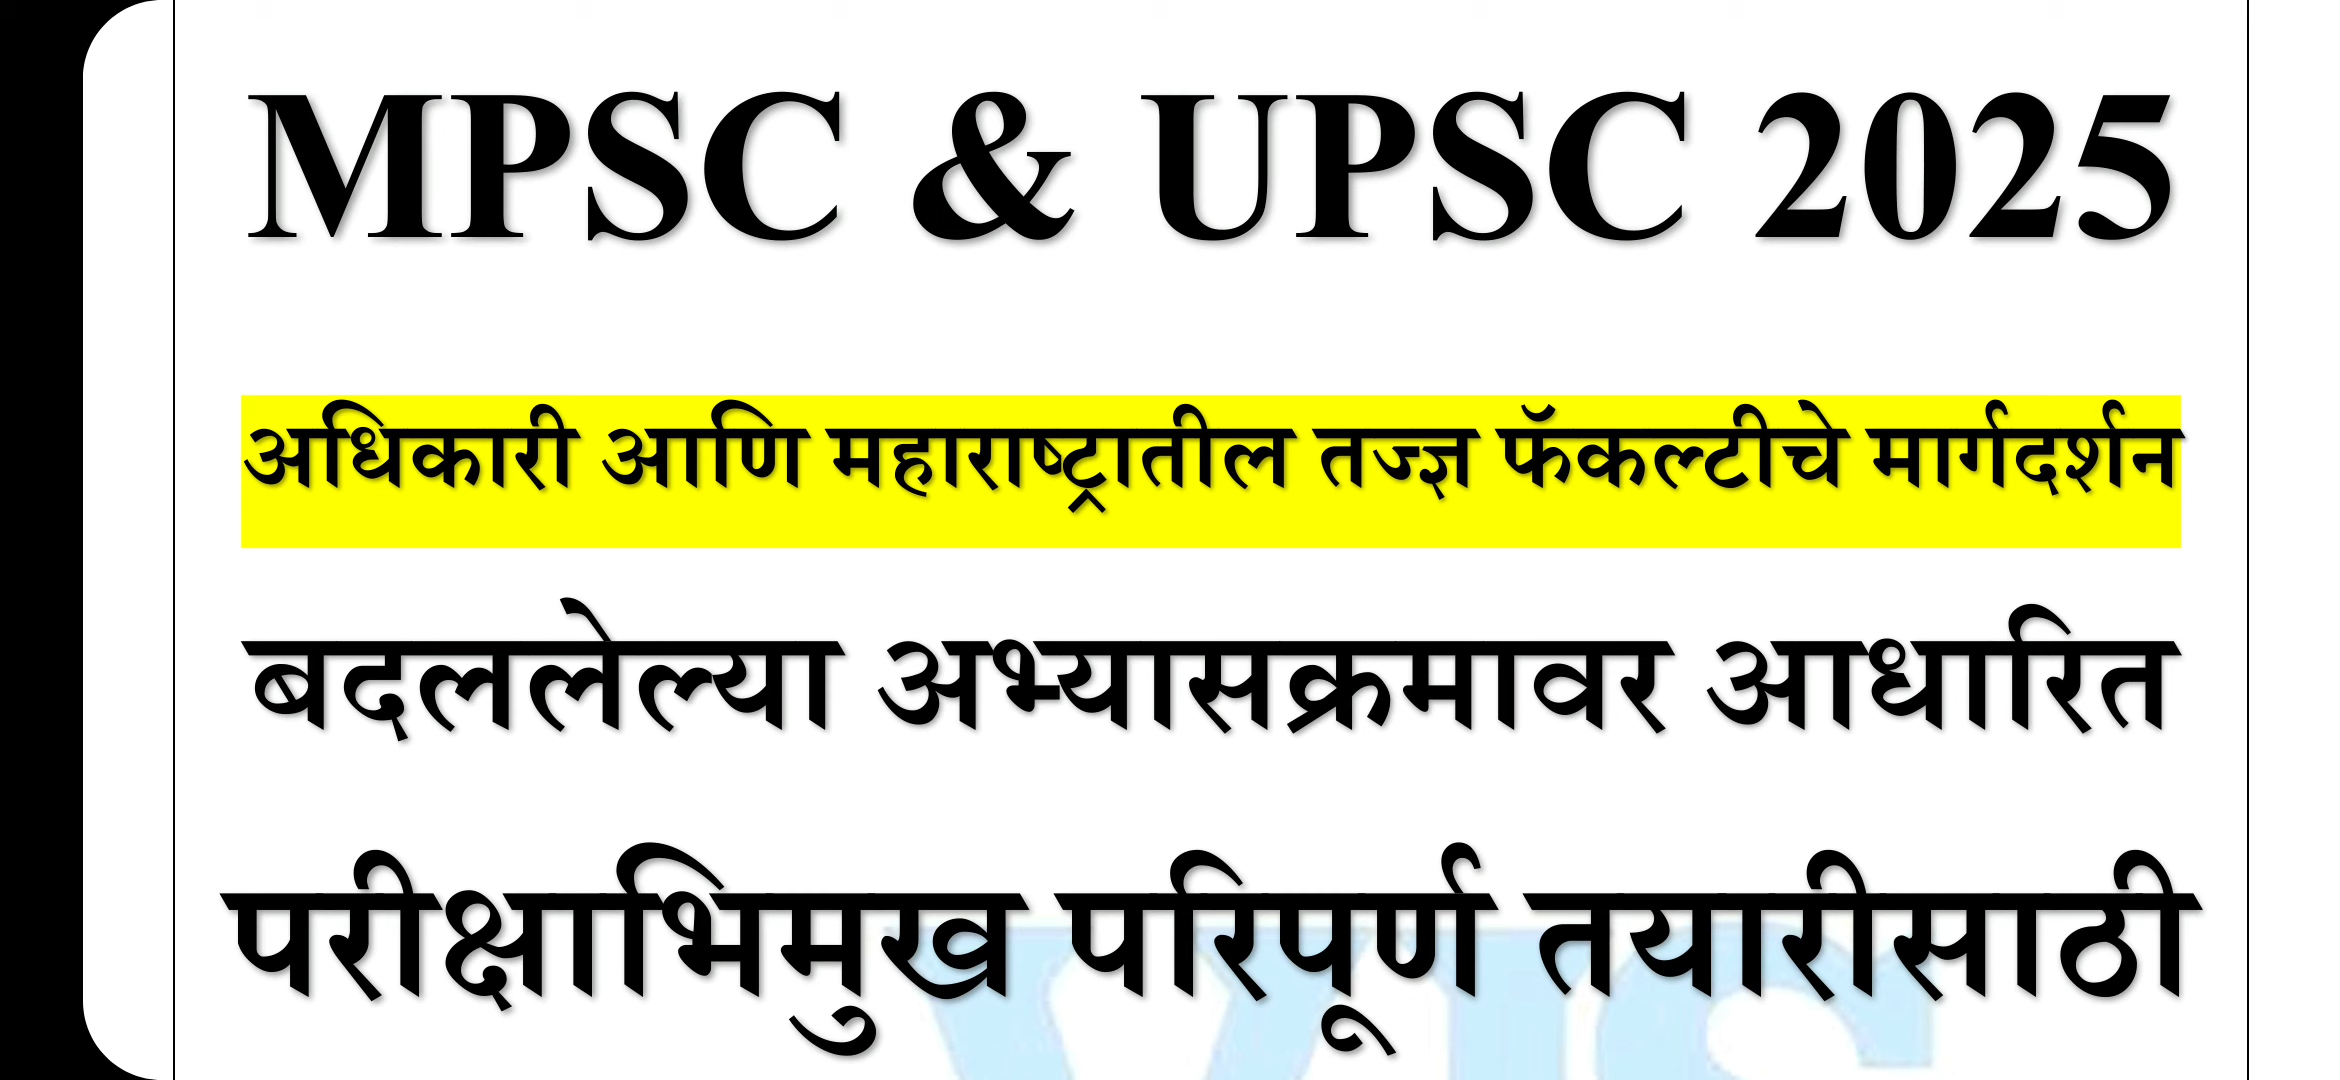 MPSC & UPSC 2025
अधिकारी आणि महाराष्ट्रातील तज्ज्ञ फॅकल्टीचे मार्गदर्शन
बदललेल्या अभ्यासक्रमावर आधारित
परीक्षाभिमुख परिपूर्ण तयारीसाठी